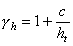 γₕ = 1 + c/hₜ